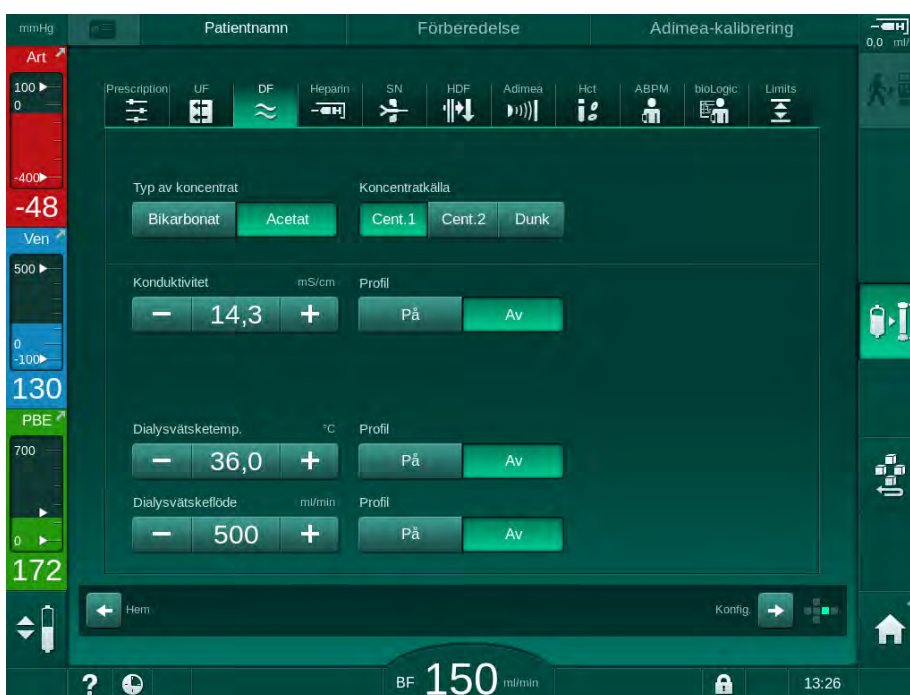 mmHg
Patientnamn
Förberedelse
Adimea-kalibrering
0,0 ml/
Art
100
0
-400
-48
Ven
500
0
-100
130
PBE
700
0
172
Prescription UF DF Heparin SN HDF Adimea Hct ABPM bioLogic Limits
Typ av koncentrat
Koncentratkälla
Bikarbonat Acetat
Cent.1 Cent.2 Dunk
Konduktivitet mS/cm Profil
− 14,3 + På Av
Dialysvätsketemp. °C Profil
− 36,0 + På Av
Dialysvätskeflöde ml/min Profil
− 500 + På Av
Hem
Konfig.
? BF 150 ml/min 13:26